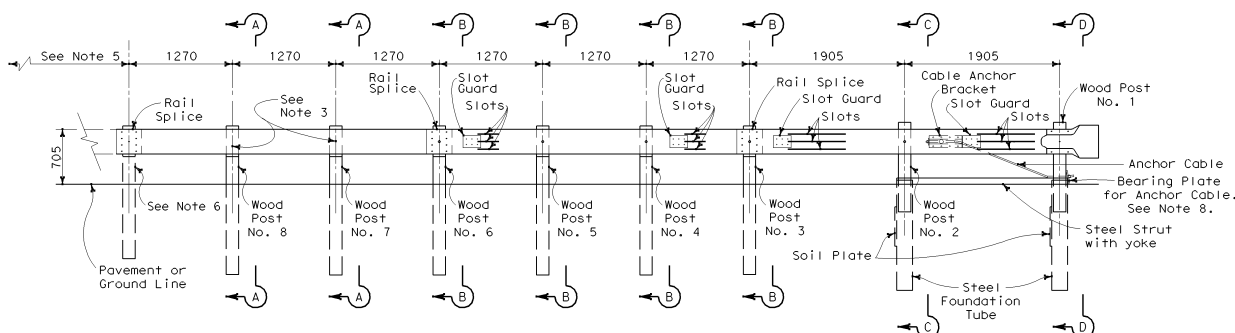 A A B B B B C D
See Note 5 1270 1270 1270 1270 1270 1270 1905 1905
Rail
Splice
See
Note 3
Rail
Splice
Slot
Guard
Slots
Slot
Guard
Slots
Rail Splice
Slot Guard
Slots
Cable Anchor
Bracket
Slot Guard
Slots
Wood Post
No. 1
705
Anchor Cable
Bearing Plate
for Anchor Cable.
See Note 8.
Steel Strut
with yoke
See Note 6
Wood
Post
No. 8
Wood
Post
No. 7
Wood
Post
No. 6
Wood
Post
No. 5
Wood
Post
No. 4
Wood
Post
No. 3
Wood
Post
No. 2
Soil Plate
Pavement or
Ground Line
Steel
Foundation
Tube
A A B B B B C D